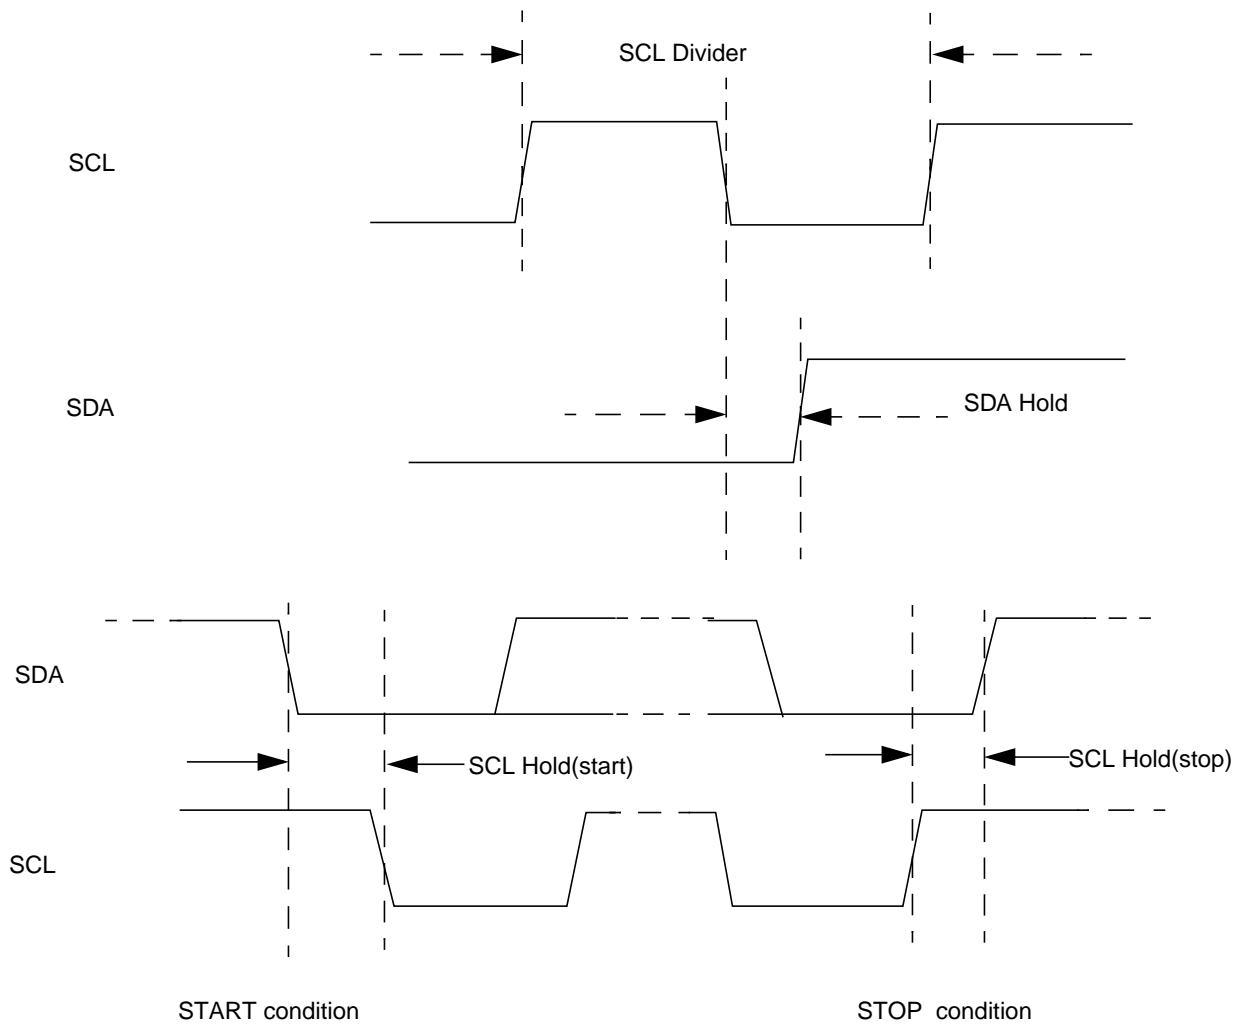 SCL Divider
SCL
SDA
SDA Hold
SDA
SCL Hold(start)
SCL Hold(stop)
SCL
START condition
STOP condition